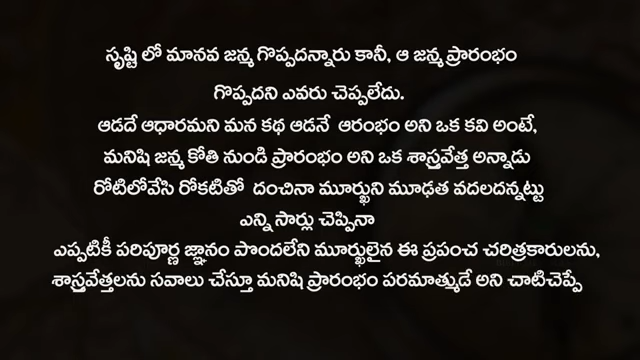 సృష్టి లో మానవ జన్మ గొప్పదన్నారు కానీ, ఆ జన్మ ప్రారంభం
గొప్పదని ఎవరు చెప్పలేదు.
ఆడదే ఆధారమని మన కథ ఆడనే  ఆరంభం అని ఒక కవి అంటే,
మనిషి జన్మ కోతి నుండి ప్రారంభం అని ఒక శాస్త్రవేత్త అన్నాడు
రోటిలోవేసి రోకటితో  దంచినా మూర్ఖుని మూఢత వదలదన్నట్టు
ఎన్ని సార్లు చెప్పినా
ఎప్పటికీ పరిపూర్ణ జ్ఞానం పొందలేని మూర్ఖులైన ఈ ప్రపంచ చరిత్రకారులను,
శాస్త్రవేత్తలను సవాలు చేస్తూ మనిషి ప్రారంభం పరమాత్ముడే అని చాటిచెప్పే